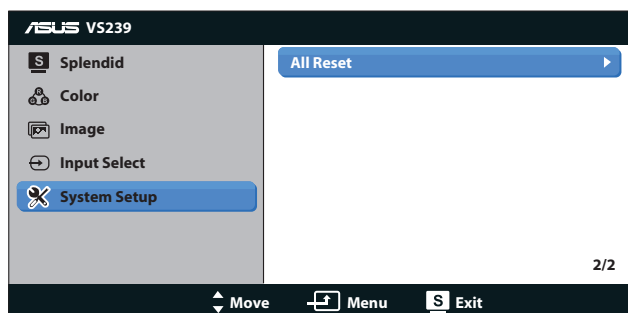 ASUS VS239
S Splendid
R G B Color
Image
Input Select
System Setup
All Reset
2/2
Move Menu S Exit